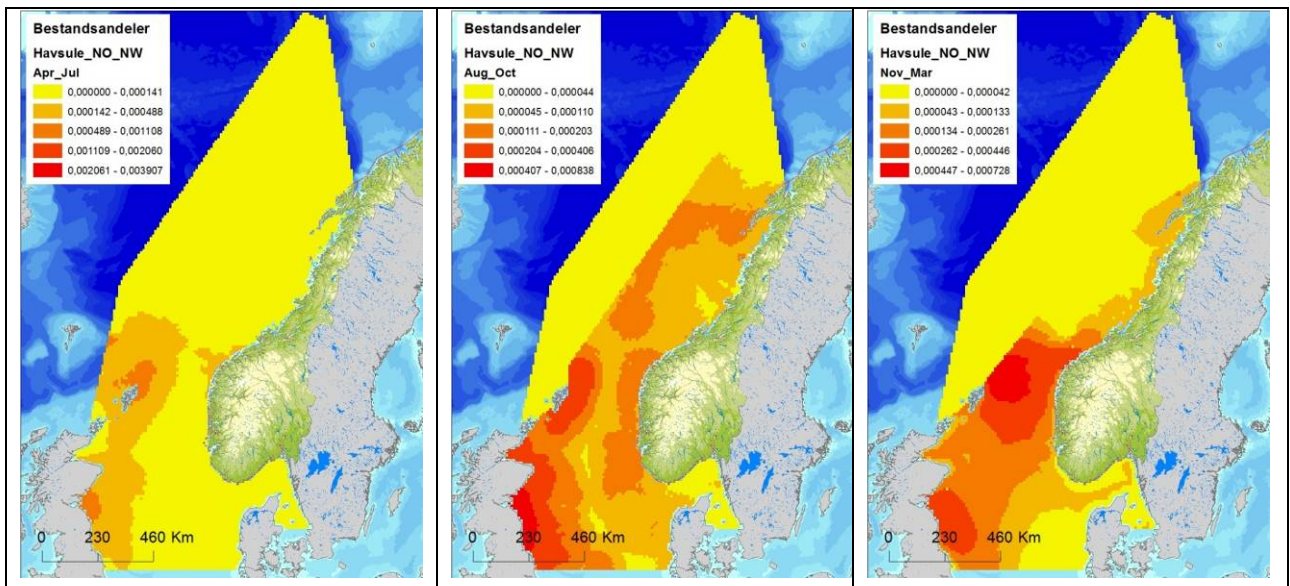 Bestandsandeler
Havsule_NO_NW
Apr_Jul
0,000000 - 0,000141
0,000142 - 0,000488
0,000489 - 0,001108
0,001109 - 0,002060
0,002061 - 0,003907
0 230 460 Km
Bestandsandeler
Havsule_NO_NW
Aug_Oct
0,000000 - 0,000044
0,000045 - 0,000110
0,000111 - 0,000203
0,000204 - 0,000406
0,000407 - 0,000838
0 230 460 Km
Bestandsandeler
Havsule_NO_NW
Nov_Mar
0,000000 - 0,000042
0,000043 - 0,000133
0,000134 - 0,000261
0,000262 - 0,000446
0,000447 - 0,000728
0 230 460 Km